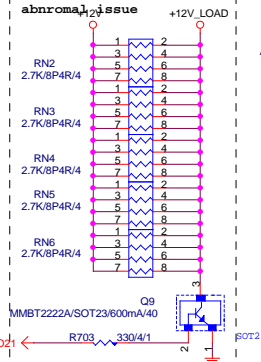 abnromal issue
+12V +12V_LOAD
1 2
3 4
RN2 5 6
2.7K/8P4R/4 7 8
1 2
3 4
RN3 5 6
2.7K/8P4R/4 7 8
1 2
3 4
RN4 5 6
2.7K/8P4R/4 7 8
1 2
RN5 3 4
2.7K/8P4R/4 5 6
7 8
1 2
RN6 3 4
2.7K/8P4R/4 5 6
7 8
3
Q9
MMBT2222A/SOT23/600mA/40
R703 330/4/1 2 1 SOT2